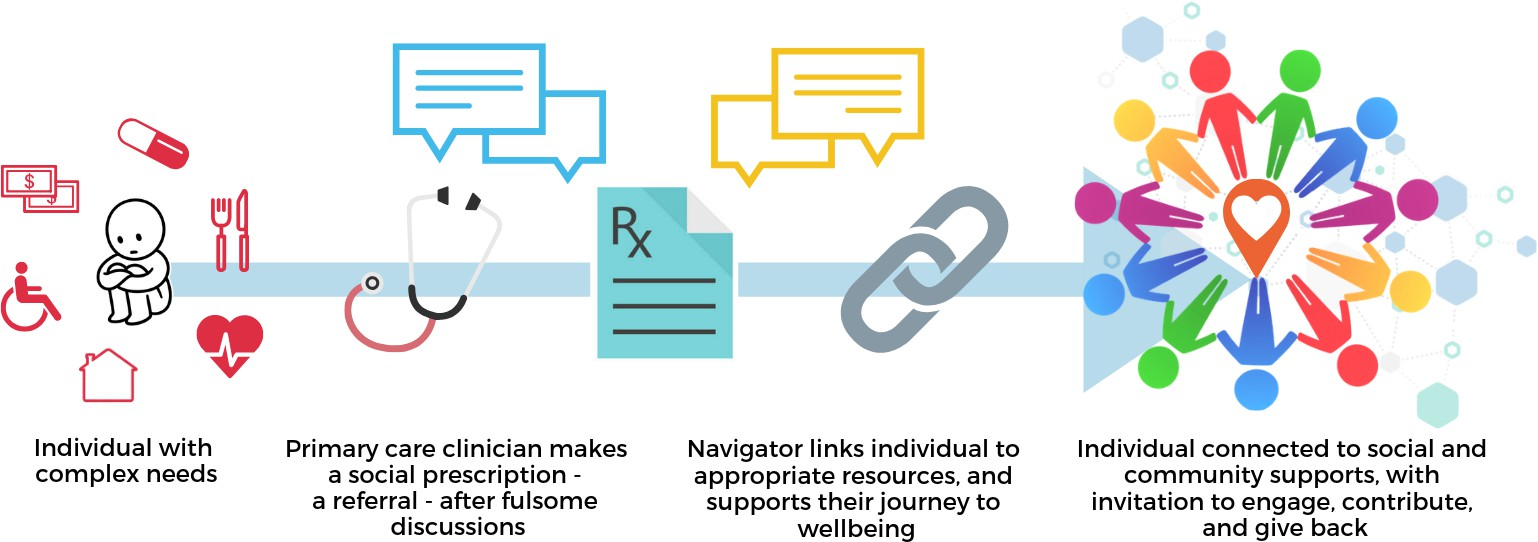 $
$
Rx
Individual with
complex needs
Primary care clinician makes
a social prescription -
a referral - after fulsome
discussions
Navigator links individual to
appropriate resources, and
supports their journey to
wellbeing
Individual connected to social and
community supports, with
invitation to engage, contribute,
and give back